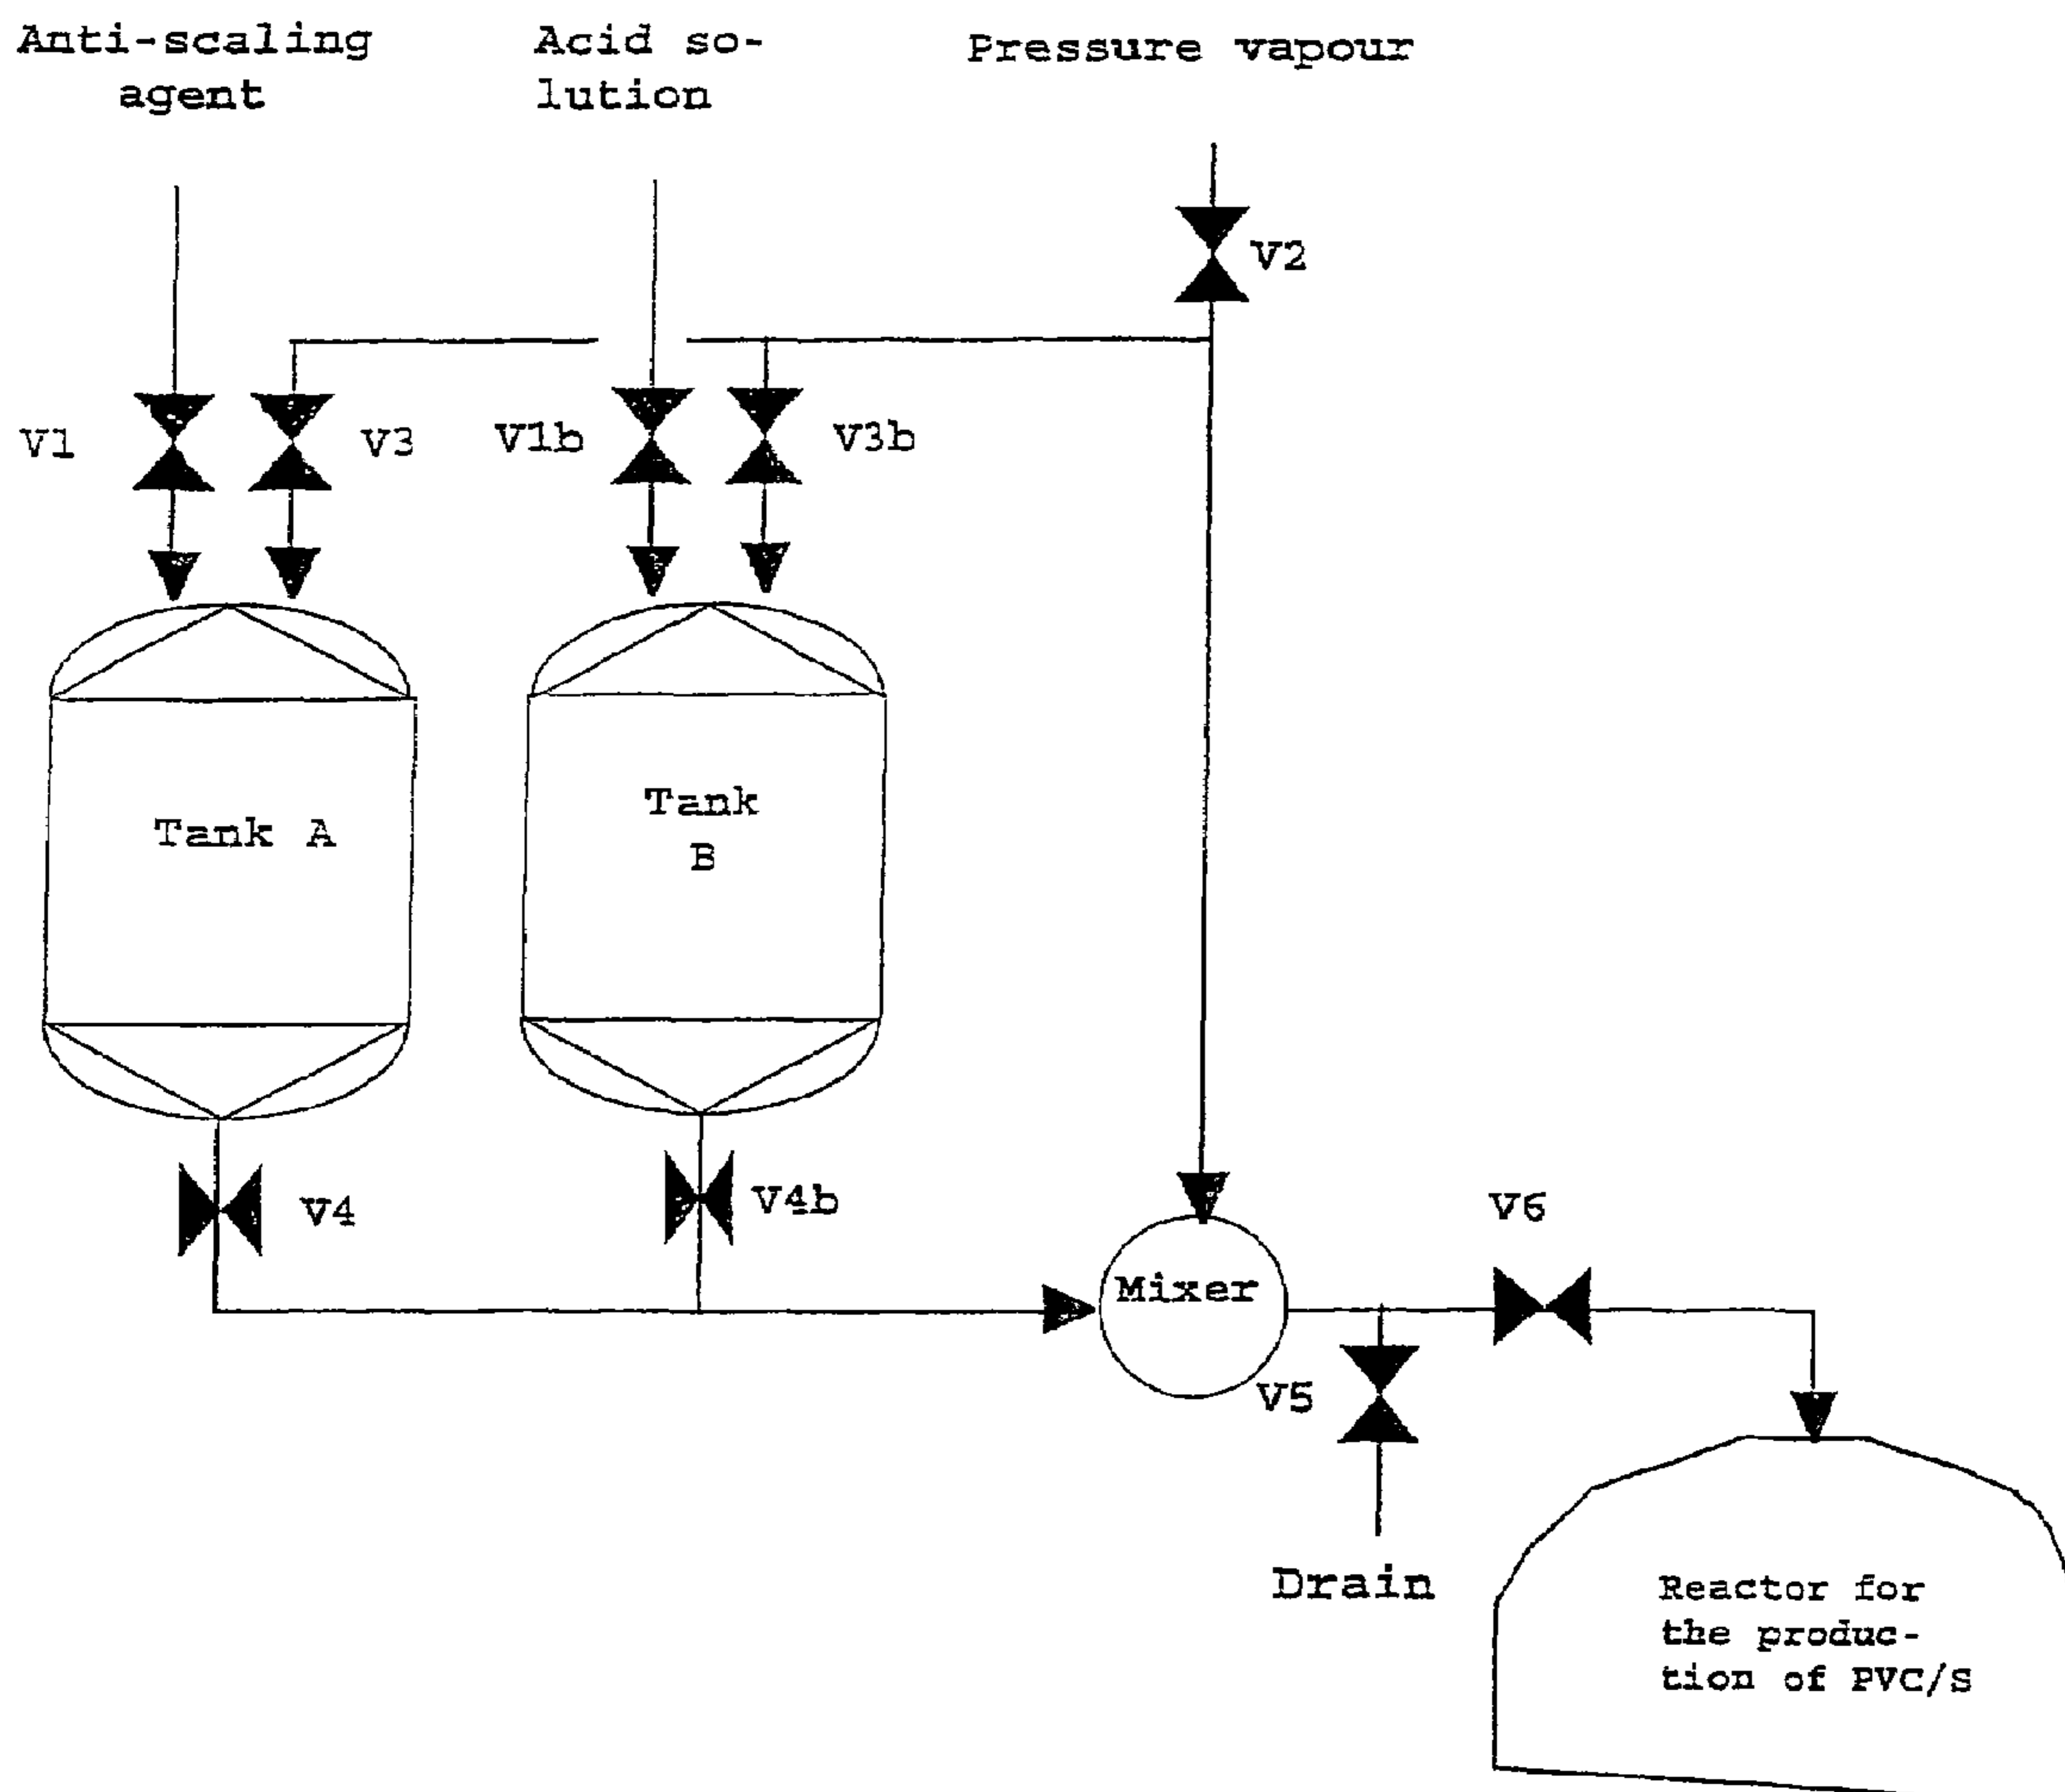 Anti-scaling
agent
Acid so-
lution
Pressure vapour
V2
V1
V3
V1b
V3b
Tank A
Tank
B
V4
V4b
V6
Mixer
V5
Drain
Reactor for
the produc-
tion of PVC/S